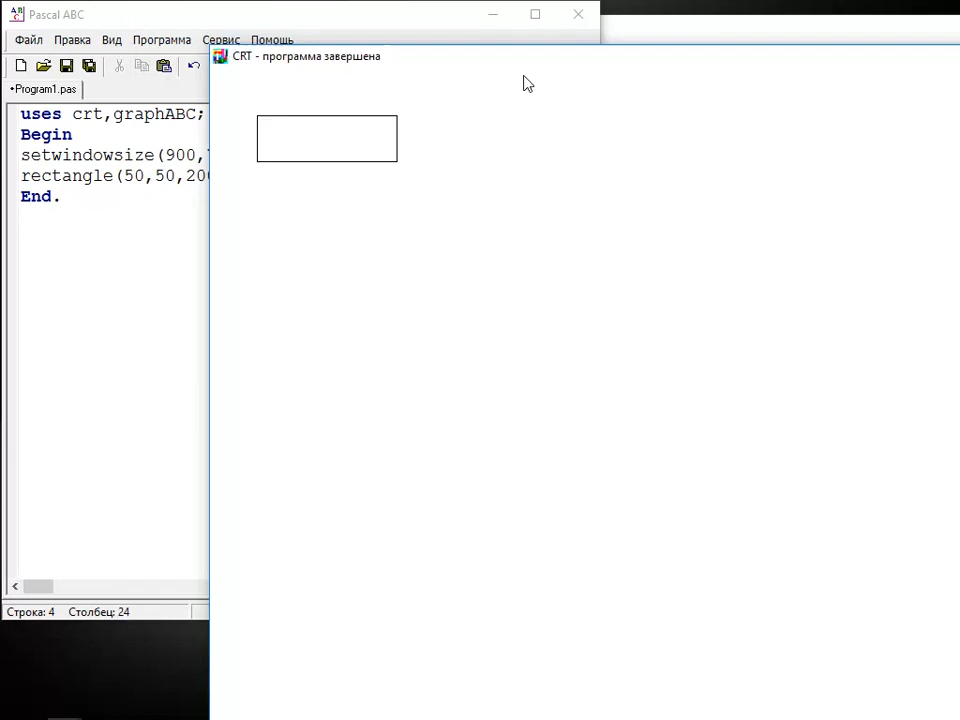 Pascal ABC
Файл Правка Вид Программа Сервис Помощь
CRT - программа завершена
•Program1.pas
uses crt,graphABC;
Begin
setwindowsize(900,
rectangle(50,50,200
End.
Строка: 4 Столбец: 24